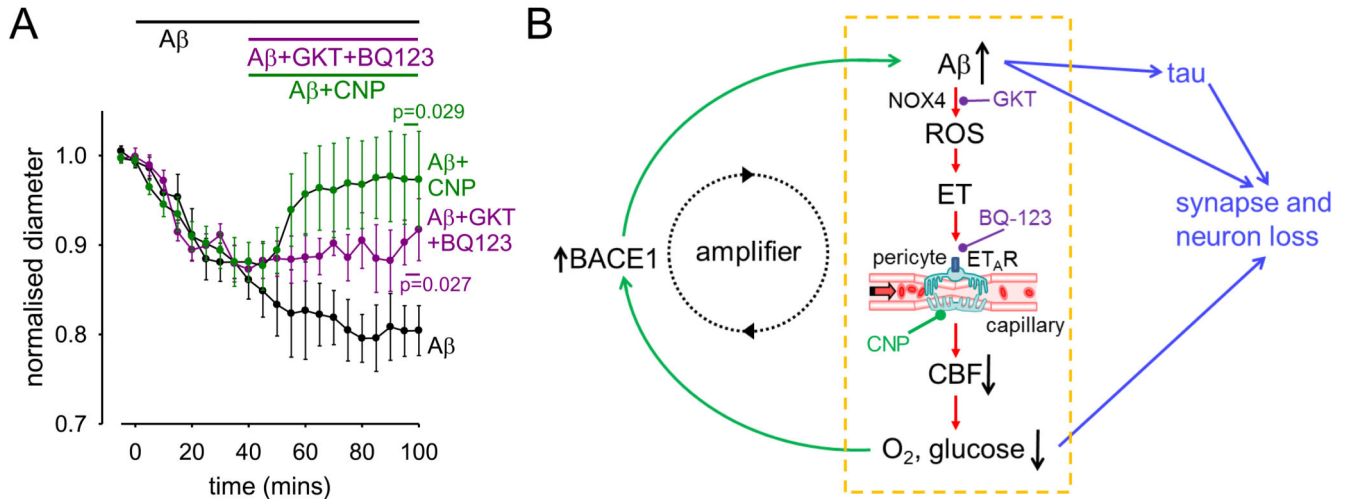 A
Aβ
Aβ+GKT+BQ123
Aβ+CNP
p=0.029
normalised diameter
1.0
0.9
0.8
0.7
Aβ+
CNP
Aβ+GKT
+BQ123
p=0.027
Aβ
0
20
40
60
80
100
time (mins)
B
Aβ
NOX4
GKT
ROS
ET
BQ-123
pericyte
ETAR
capillary
CNP
CBF
O2, glucose
BACE1
amplifier
tau
synapse and
neuron loss